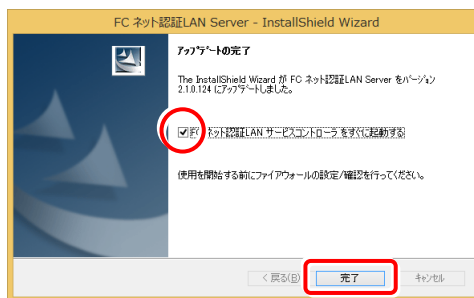 FC ネット認証LAN Server - InstallShield Wizard
アップデートの完了
The InstallShield Wizard が FC ネット認証LAN Server をバージョン
2.1.0.124 にアップデートしました。
FC ネット認証LAN サービスコントローラ をすぐに起動する
使用を開始する前にファイアウォールの設定/確認を行ってください。
< 戻る(B)
完了
キャンセル